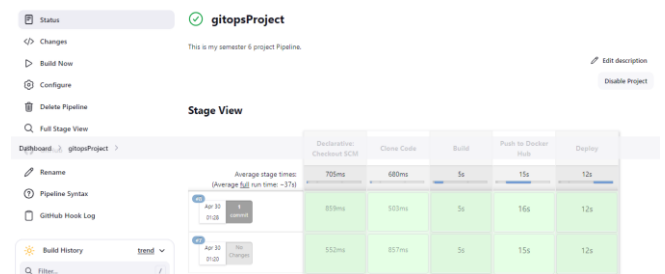 Status
Changes
Build Now
Configure
Delete Pipeline
Full Stage View
Dashboard > gitopsProject >
Rename
Pipeline Syntax
GitHub Hook Log
Build History trend
Filter... /
gitopsProject
This is my semester 6 project Pipeline.
Edit description
Disable Project
Stage View
Declarative: Checkout SCM
Clone Code
Build
Push to Docker Hub
Deploy
Average stage times:
(Average full run time: ~37s)
705ms 680ms 5s 15s 12s
Apr 30
01:28
1
commit
859ms 503ms 5s 16s 12s
#7
Apr 30
01:20
No
Changes
552ms 857ms 5s 15s 12s